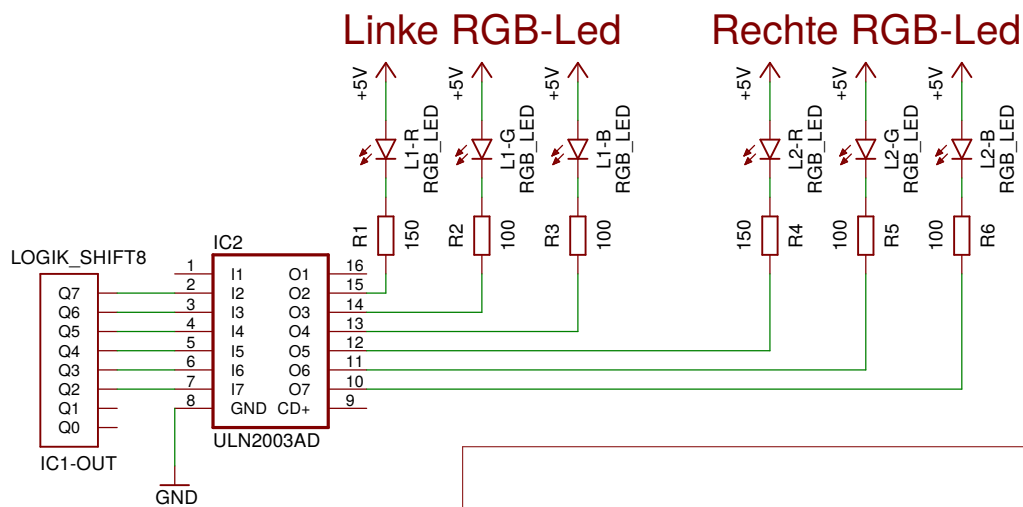 Linke RGB-Led
Rechte RGB-Led
+5V
+5V
+5V
+5V
+5V
+5V
L1-R
RGB_LED
L1-G
RGB_LED
L1-B
RGB_LED
L2-R
RGB_LED
L2-G
RGB_LED
L2-B
RGB_LED
R1
150
R2
100
R3
100
150
R4
100
R5
100
R6
LOGIK_SHIFT8
Q7
Q6
Q5
Q4
Q3
Q2
Q1
Q0
IC1-OUT
IC2
1 I1 O1 16
2 I2 O2 15
3 I3 O3 14
4 I4 O4 13
5 I5 O5 12
6 I6 O6 11
7 I7 O7 10
8 GND CD+ 9
ULN2003AD
GND